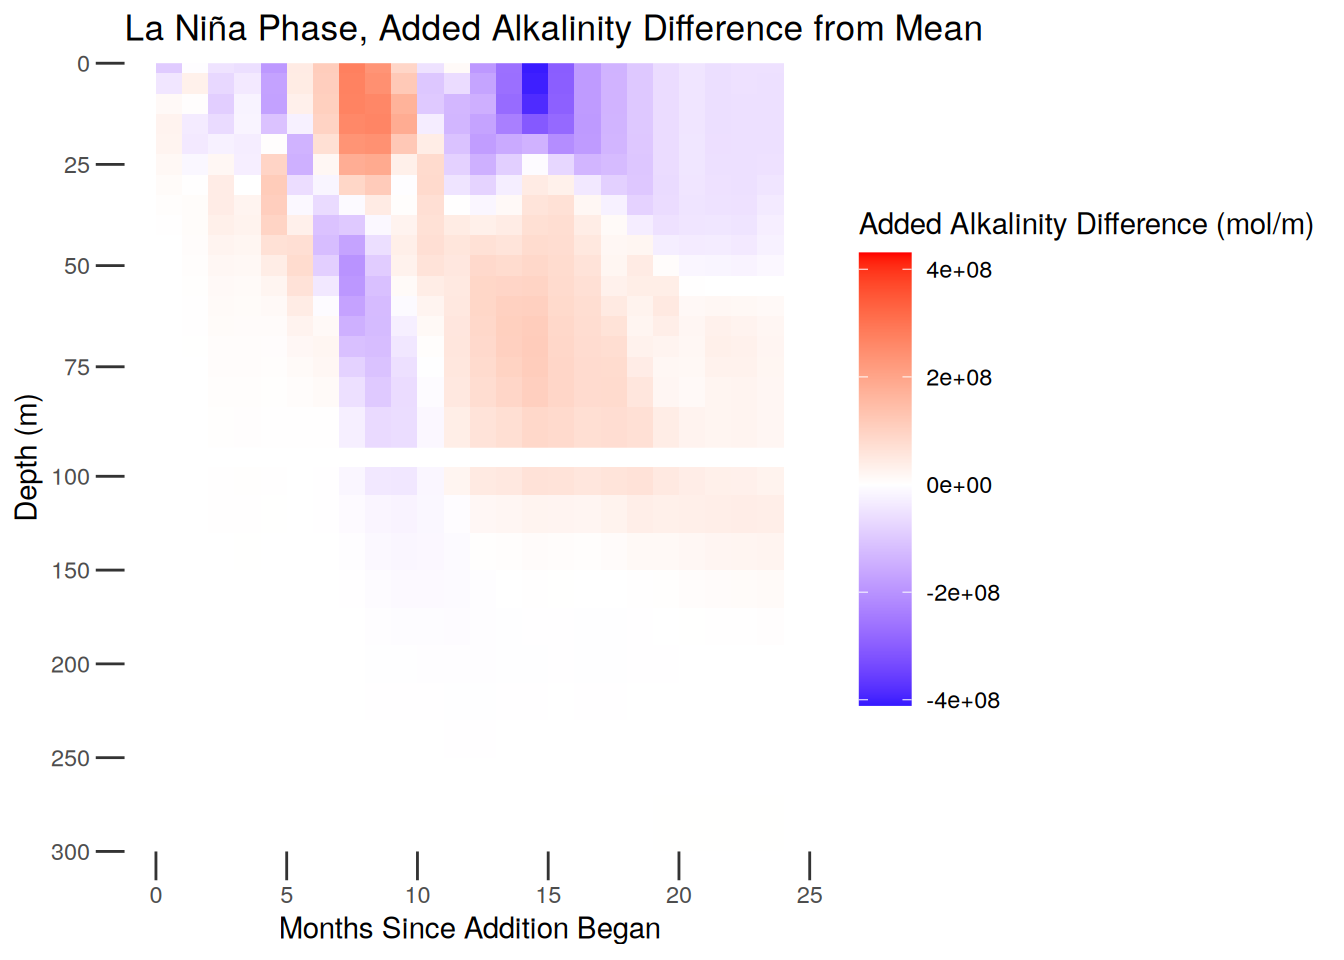 La Niña Phase, Added Alkalinity Difference from Mean
0
25
50
75
100
150
200
250
300
Depth (m)
0
5
10
15
20
25
Months Since Addition Began
Added Alkalinity Difference (mol/m)
4e+08
2e+08
0e+00
-2e+08
-4e+08